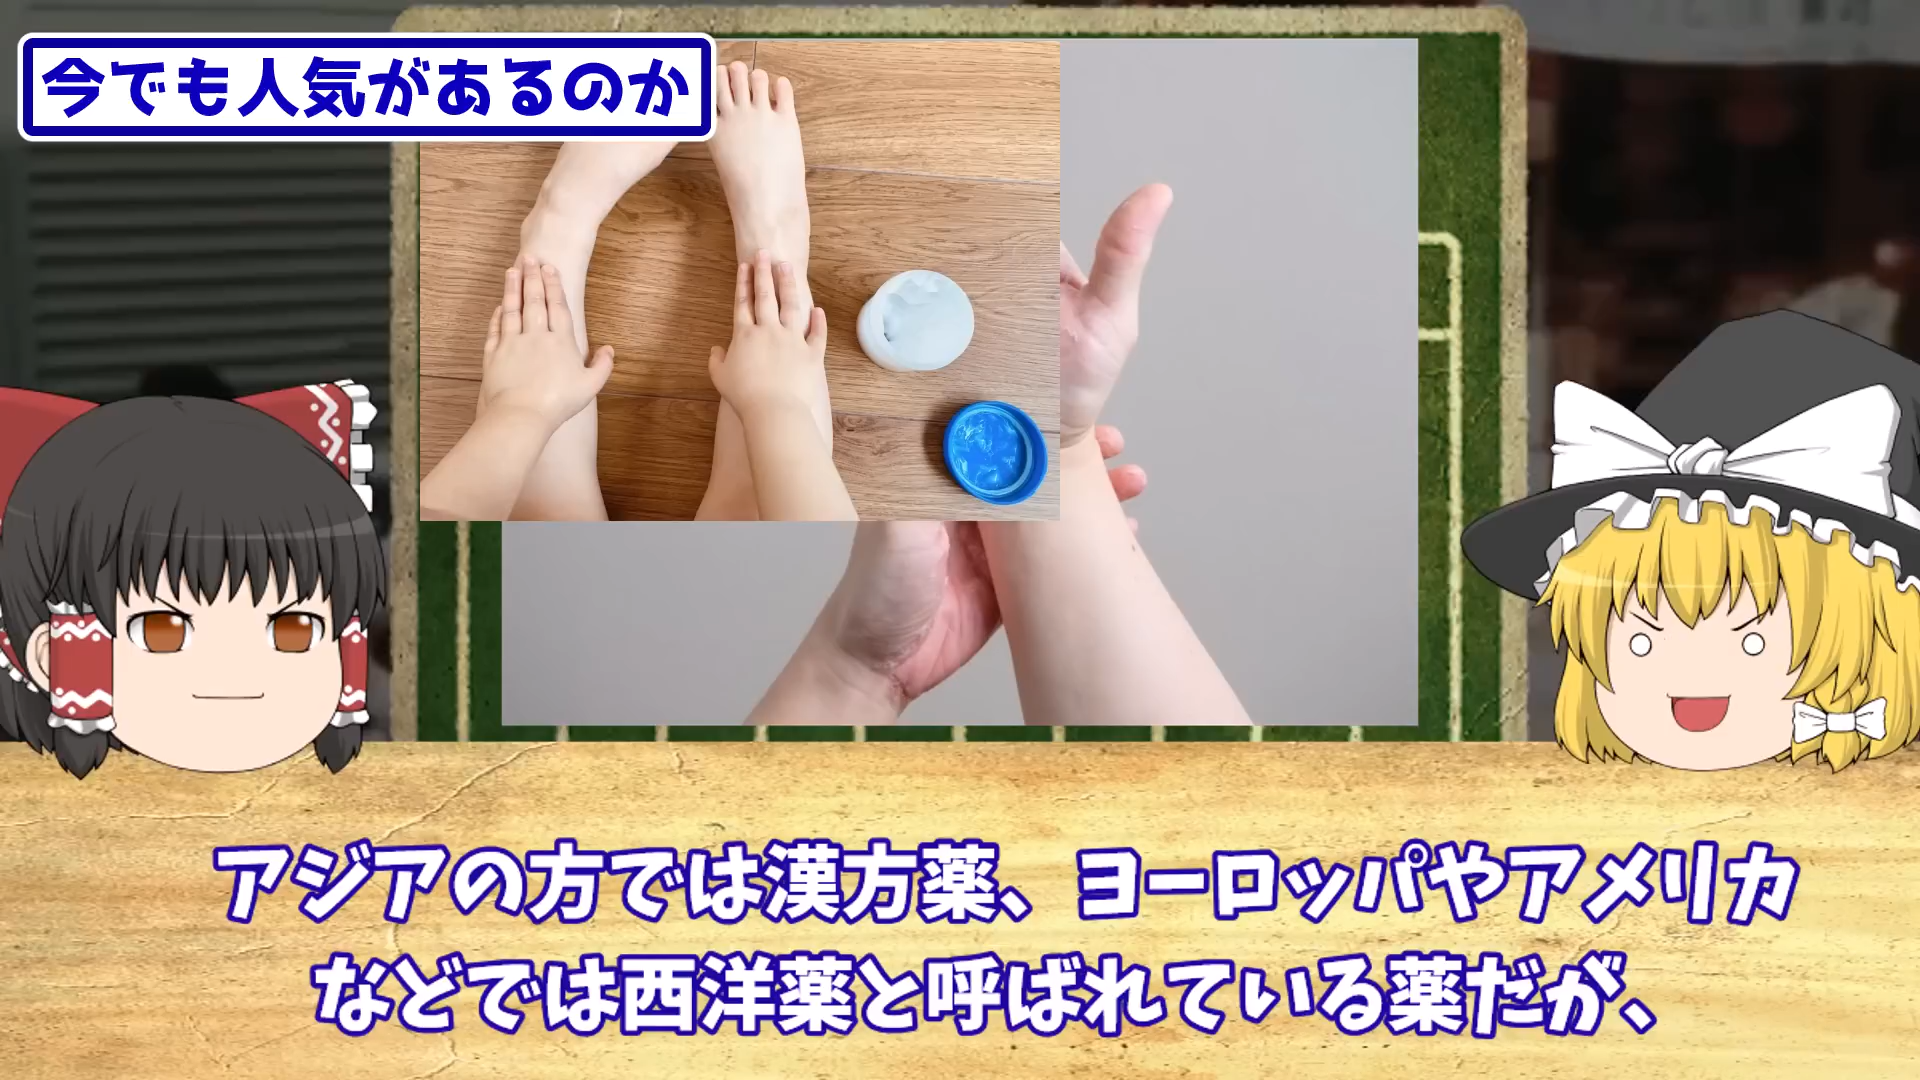 今でも人気があるのか
アジアの方では漢方薬、ヨーロッパやアメリカ
などでは西洋薬と呼ばれている薬だが、